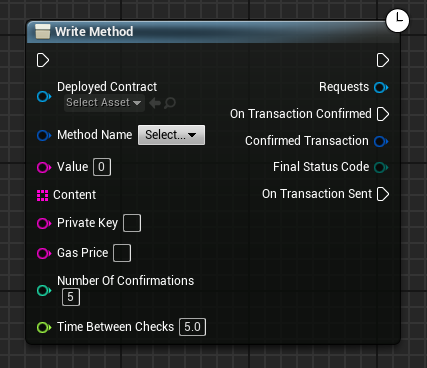 Write Method
Deployed Contract
Requests
Select Asset
On Transaction Confirmed
Method Name
Select...
Confirmed Transaction
Value
0
Final Status Code
Content
On Transaction Sent
Private Key
Gas Price
Number Of Confirmations
5
Time Between Checks
5.0